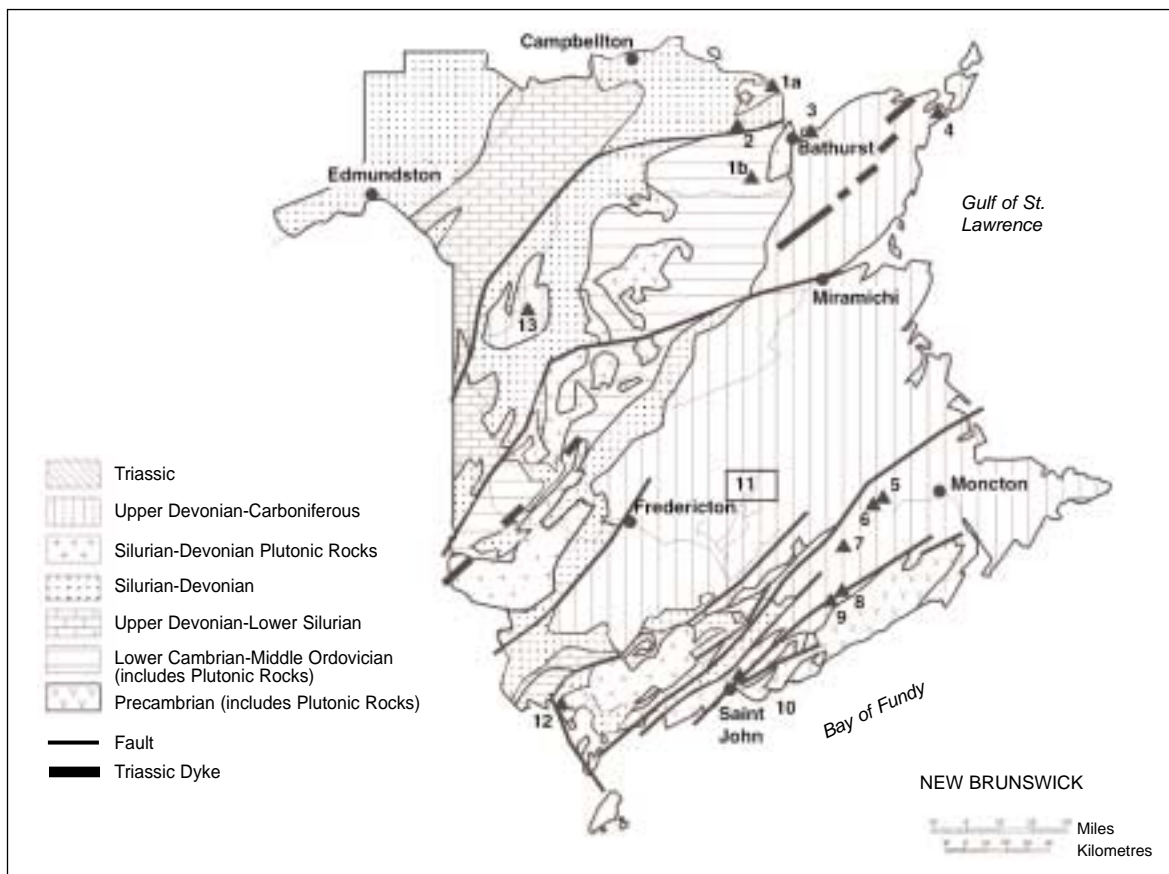 Campbellton
1a
3
4
2
Bathurst
1b
Edmundston
Gulf of St.
Lawrence
Miramichi
13
5
Moncton
11
6
Fredericton
7
8
9
10
Saint
John
12
Bay of Fundy
Triassic
Upper Devonian-Carboniferous
Silurian-Devonian Plutonic Rocks
Silurian-Devonian
Upper Devonian-Lower Silurian
Lower Cambrian-Middle Ordovician
(includes Plutonic Rocks)
Precambrian (includes Plutonic Rocks)
Fault
Triassic Dyke
NEW BRUNSWICK
Miles
Kilometres